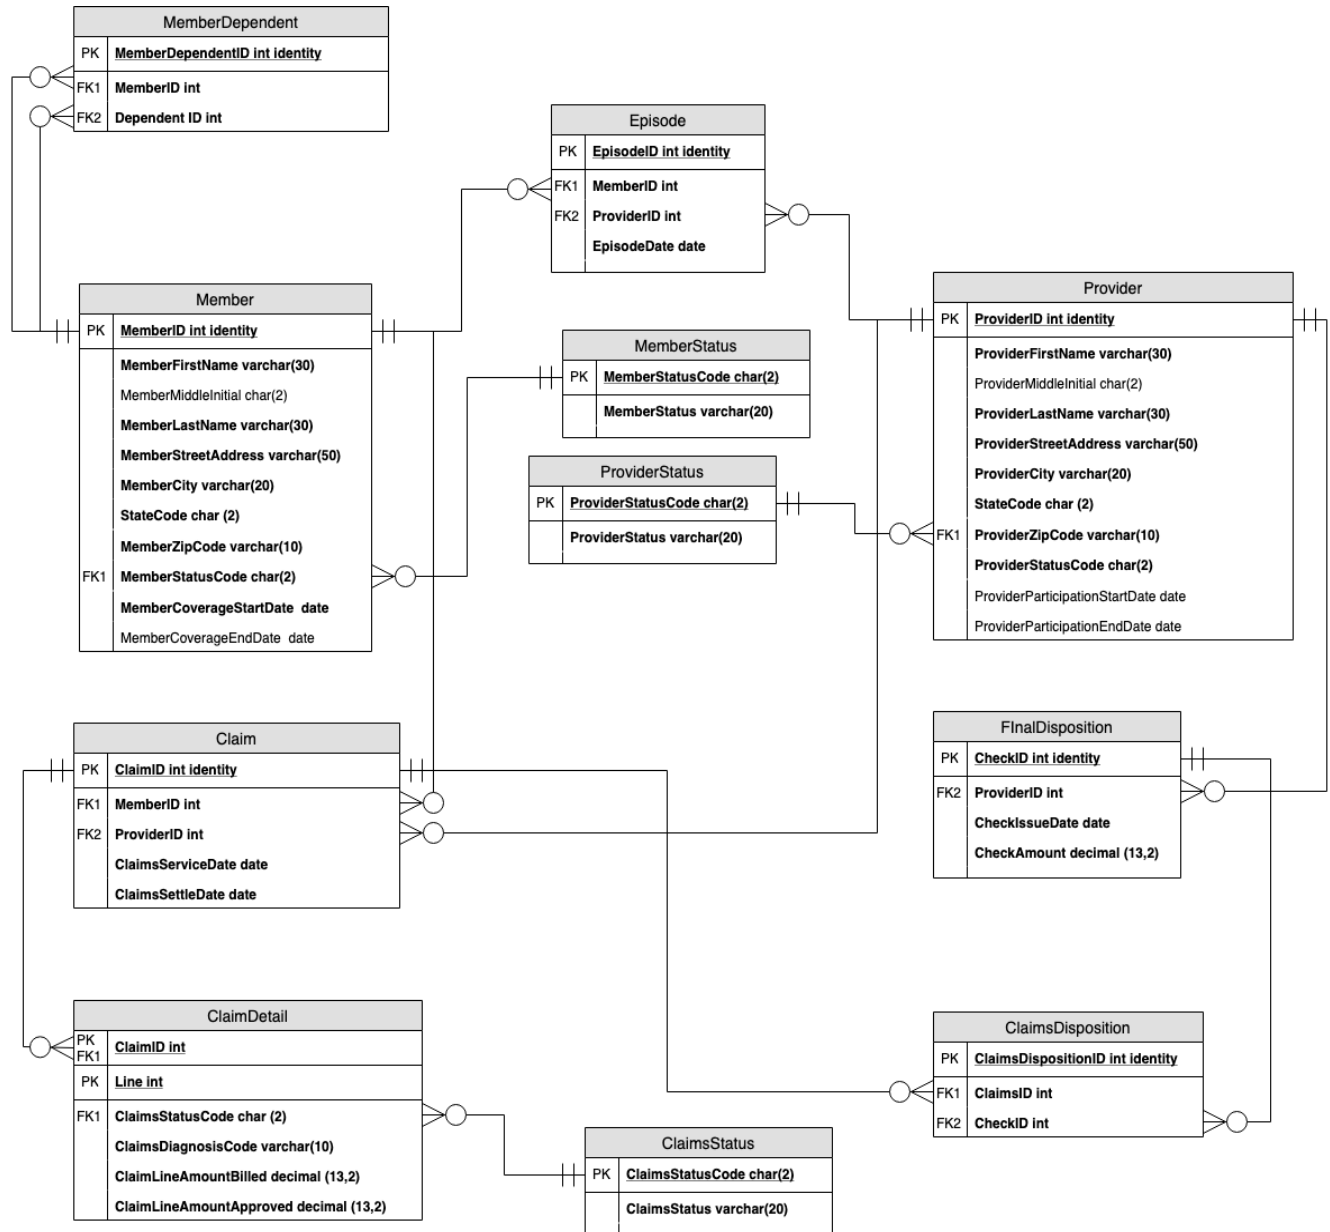 MemberDependent
PK MemberDependentID int identity
FK1 MemberID int
FK2 Dependent ID int
Episode
PK EpisodeID int identity
FK1 MemberID int
FK2 ProviderID int
EpisodeDate date
Member
PK MemberID int identity
MemberFirstName varchar(30)
MemberMiddleInitial char(2)
MemberLastName varchar(30)
MemberStreetAddress varchar(50)
MemberCity varchar(20)
StateCode char (2)
MemberZipCode varchar(10)
FK1 MemberStatusCode char(2)
MemberCoverageStartDate  date
MemberCoverageEndDate  date
MemberStatus
PK MemberStatusCode char(2)
MemberStatus varchar(20)
ProviderStatus
PK ProviderStatusCode char(2)
ProviderStatus varchar(20)
Provider
PK ProviderID int identity
ProviderFirstName varchar(30)
ProviderMiddleInitial char(2)
ProviderLastName varchar(30)
ProviderStreetAddress varchar(50)
ProviderCity varchar(20)
StateCode char (2)
FK1 ProviderZipCode varchar(10)
ProviderStatusCode char(2)
ProviderParticipationStartDate date
ProviderParticipationEndDate date
Claim
PK ClaimID int identity
FK1 MemberID int
FK2 ProviderID int
ClaimsServiceDate date
ClaimsSettleDate date
FInalDisposition
PK CheckID int identity
FK2 ProviderID int
CheckIssueDate date
CheckAmount decimal (13,2)
ClaimDetail
PK
FK1 ClaimID int
PK Line int
FK1 ClaimsStatusCode char (2)
ClaimsDiagnosisCode varchar(10)
ClaimLineAmountBilled decimal (13,2)
ClaimLineAmountApproved decimal (13,2)
ClaimsStatus
PK ClaimsStatusCode char(2)
ClaimsStatus varchar(20)
ClaimsDisposition
PK ClaimsDispositionID int identity
FK1 ClaimsID int
FK2 CheckID int